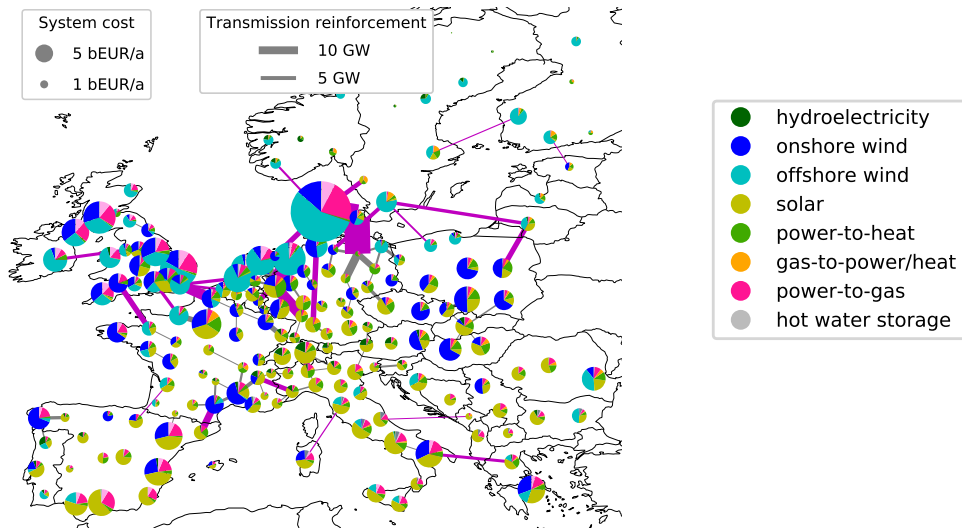 System cost
5 bEUR/a
1 bEUR/a
Transmission reinforcement
10 GW
5 GW
hydroelectricity
onshore wind
offshore wind
solar
power-to-heat
gas-to-power/heat
power-to-gas
hot water storage